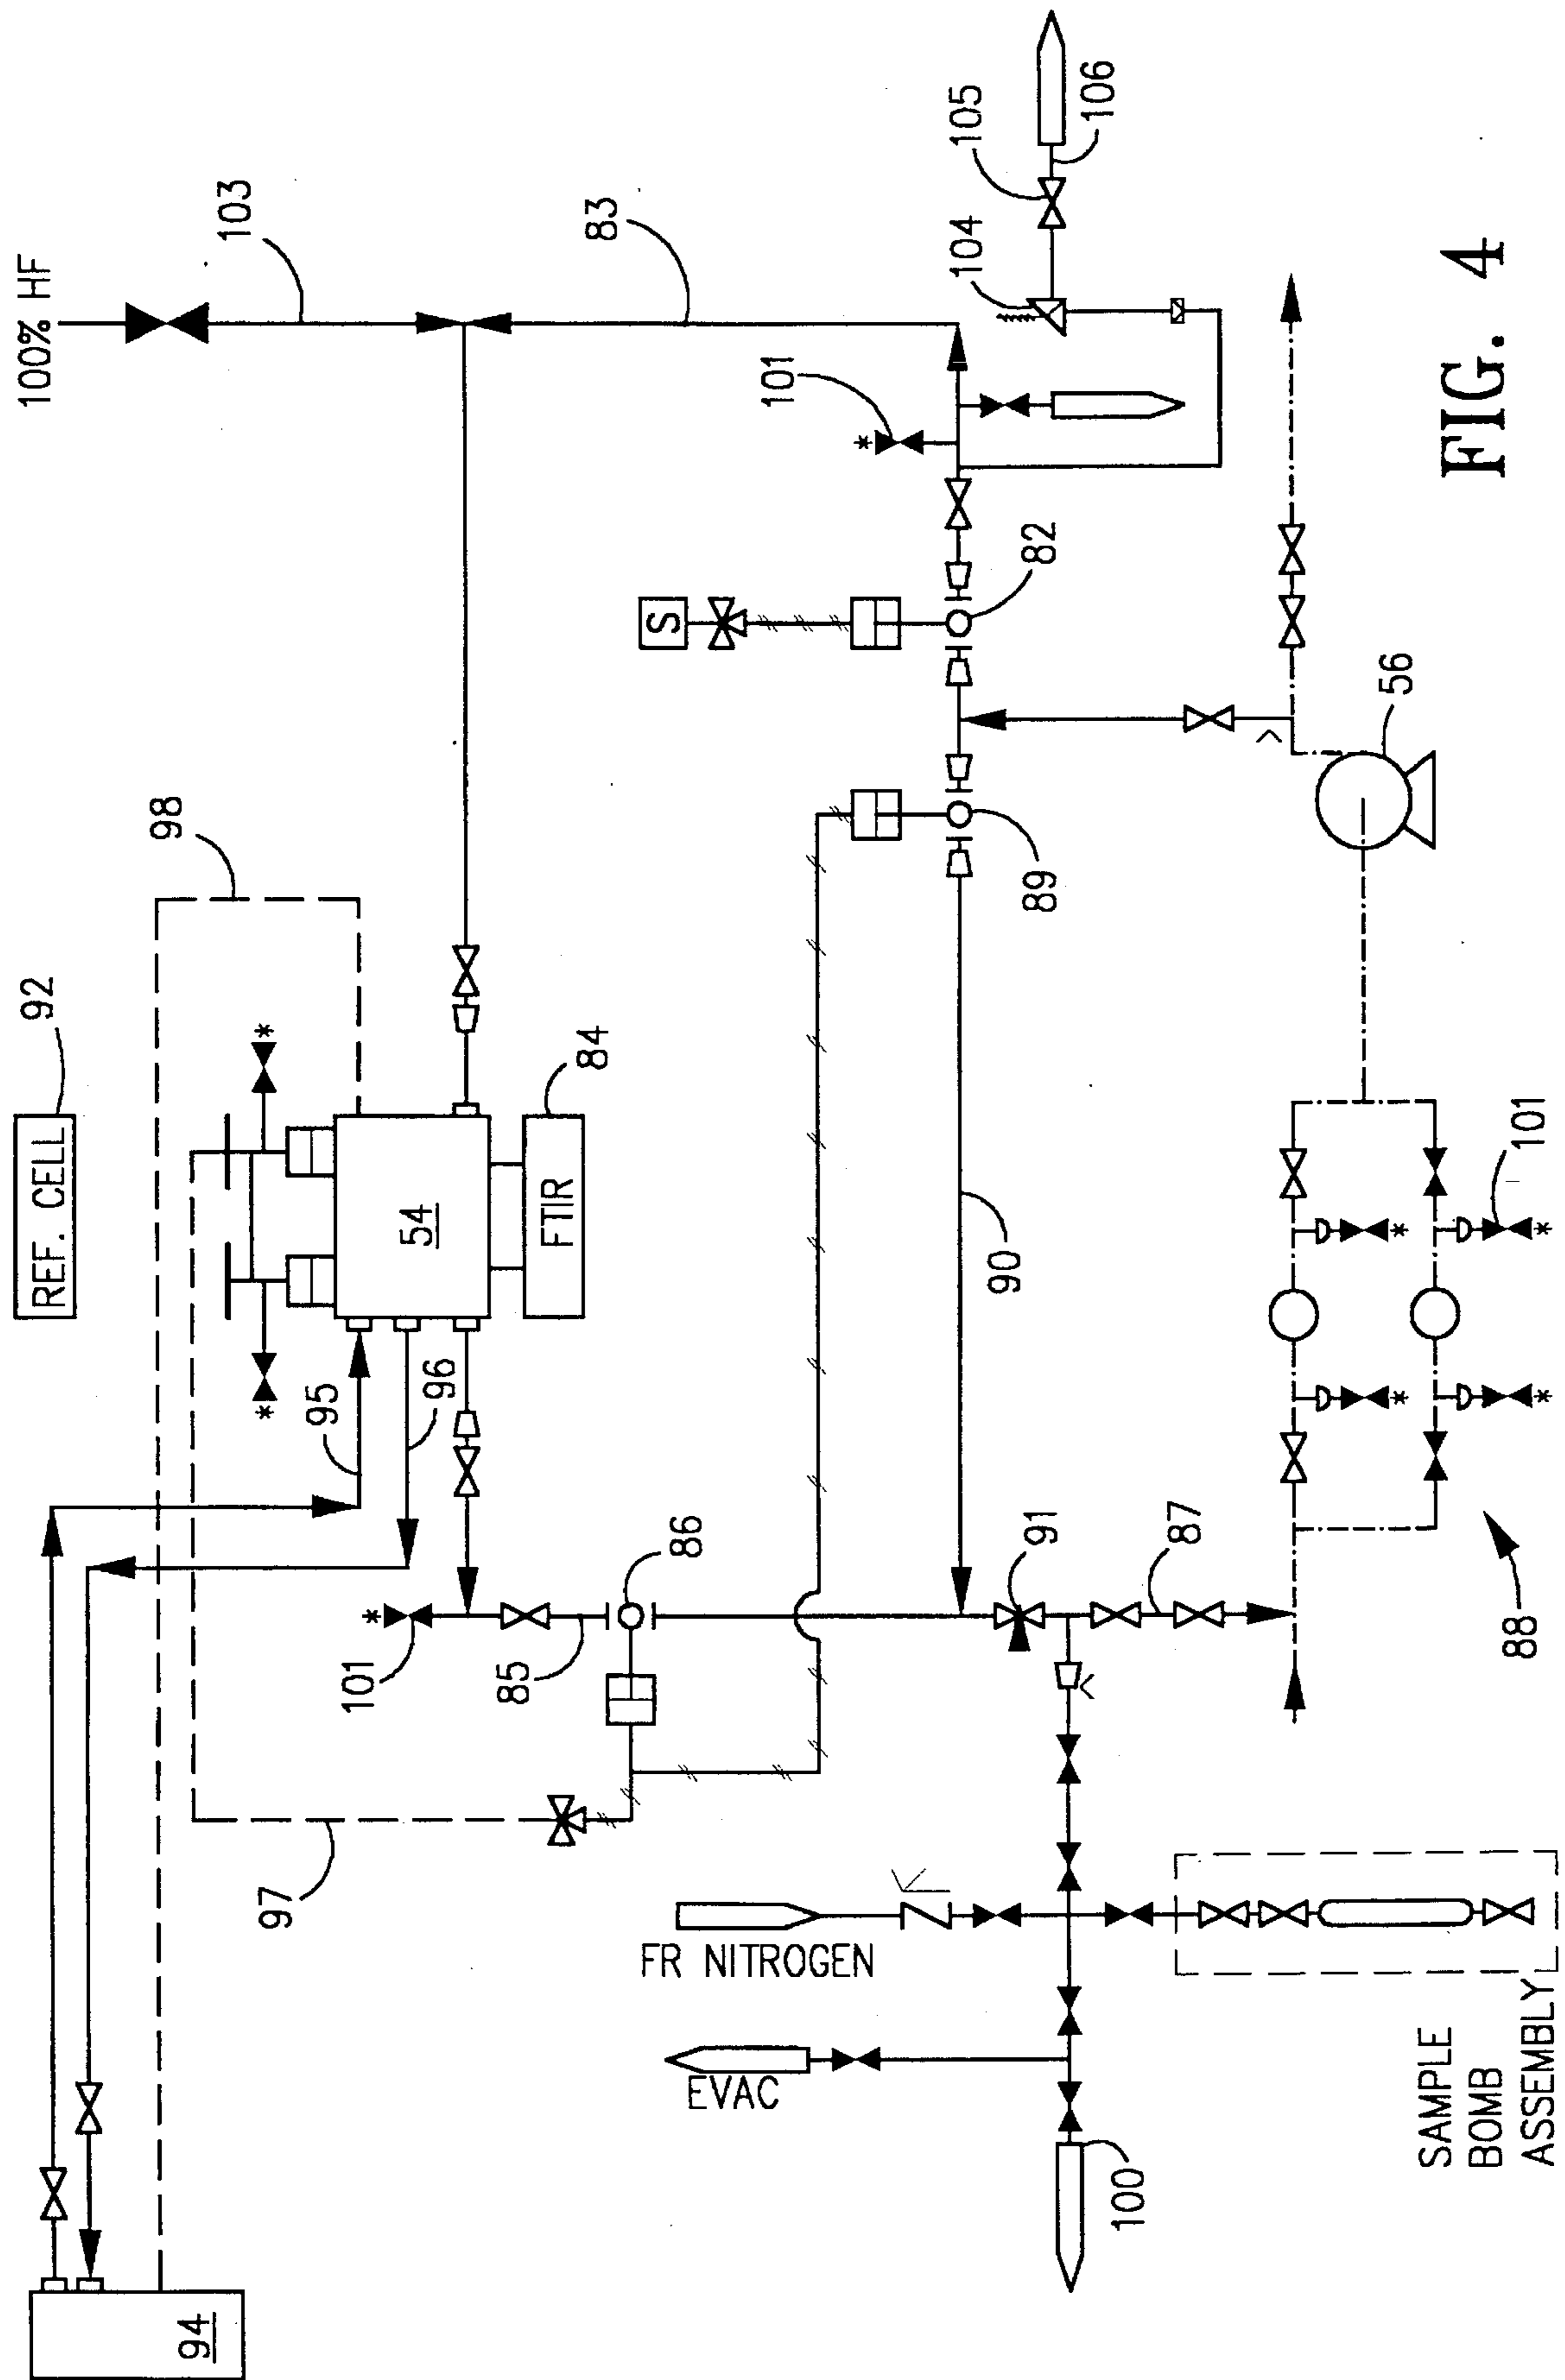 94
REF. CELL
92
98
100% HF
103
95
96
54
FTIR
84
83
97
101
85
86
S
101
104
105
106
82
89
90
91
87
FR NITROGEN
EVAC
100
SAMPLE
BOMB
ASSEMBLY
88
101
56
FIG. 4